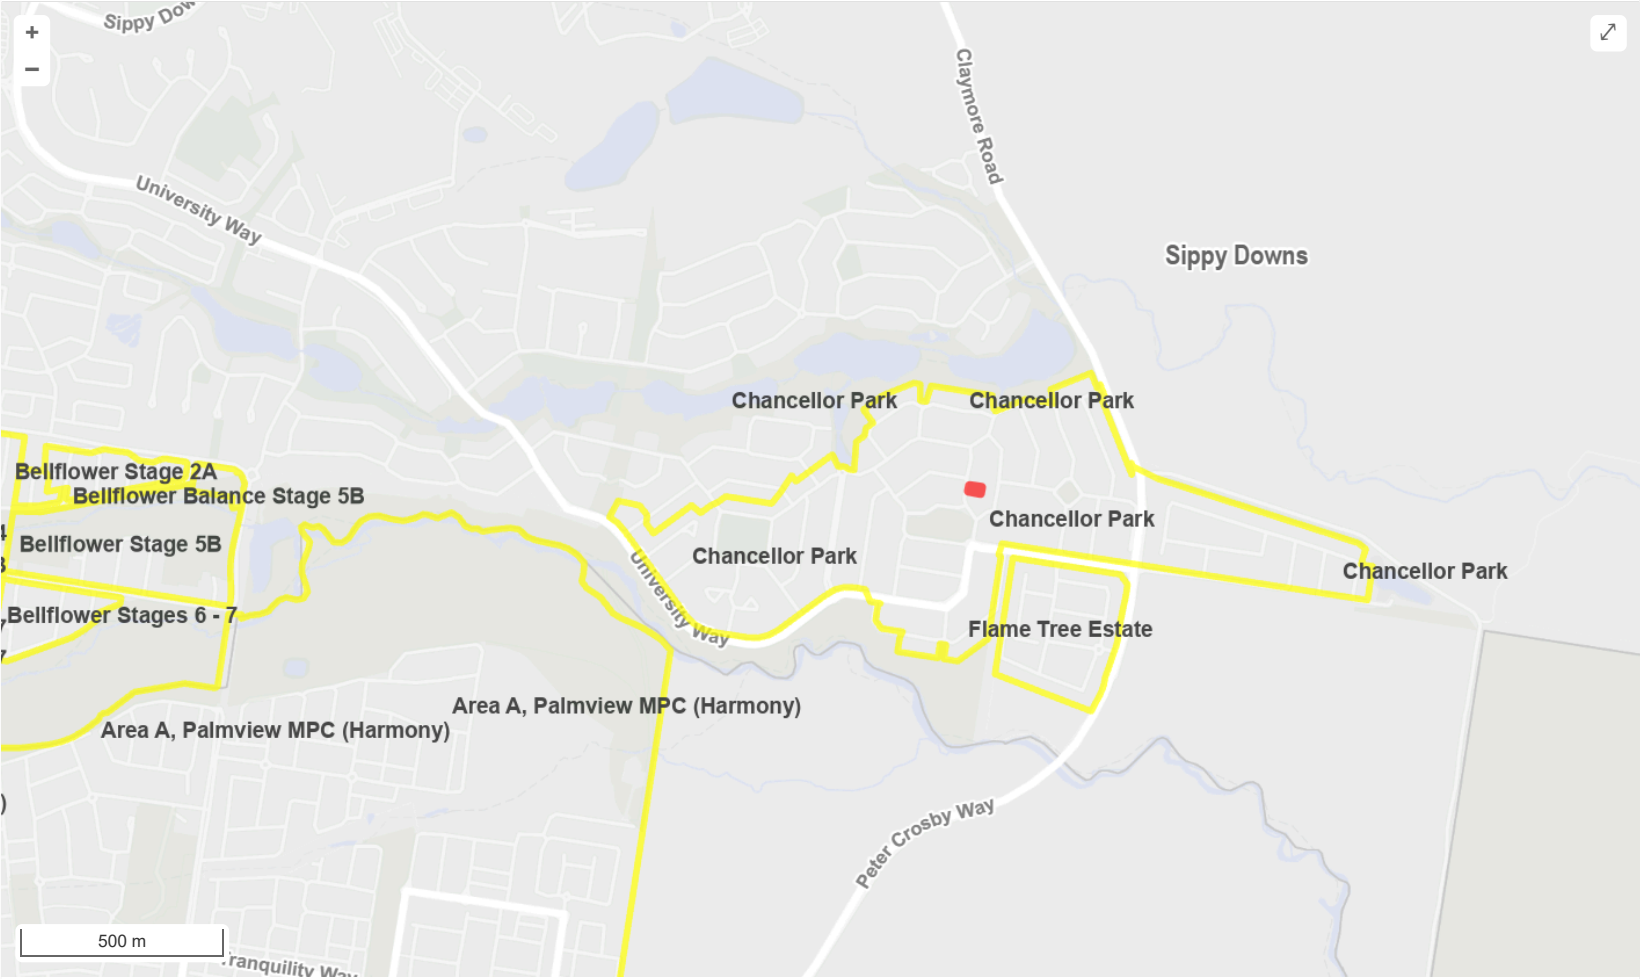 Sippy Dow
+
−
Claymore Road
University Way
Sippy Downs
Chancellor Park
Chancellor Park
Bellflower Stage 2A
Bellflower Balance Stage 5B
Chancellor Park
4
Bellflower Stage 5B
Chancellor Park
Chancellor Park
University Way
Bellflower Stages 6 - 7
Flame Tree Estate
Area A, Palmview MPC (Harmony)
Area A, Palmview MPC (Harmony)
)
Peter Crosby Way
500 m
Tranquility Way